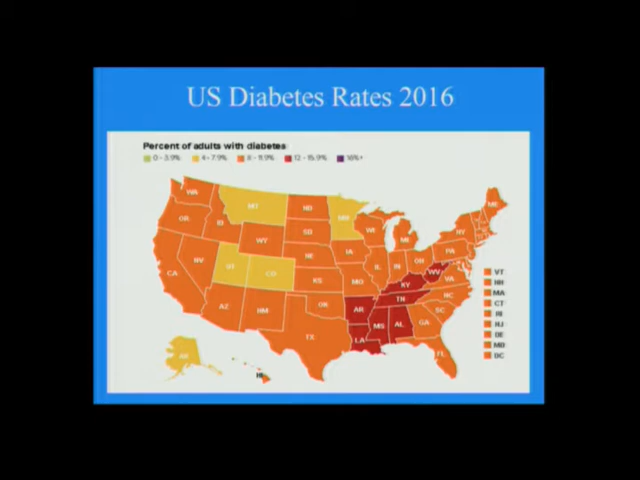 US Diabetes Rates 2016
Percent of adults with diabetes
0 - 3.9% 4 - 7.9% 8 - 11.9% 12 - 15.9% 16%+
WA
MT
ND
MN
ME
OR
ID
WY
SD
WI
MI
NY
NV
UT
CO
NE
IA
IL
IN
OH
PA
CA
KS
MO
KY
WV
VA
AZ
NM
OK
AR
TN
NC
TX
LA
MS
AL
GA
SC
FL
AK
HI
VT
NH
MA
CT
RI
NJ
DE
MD
DC